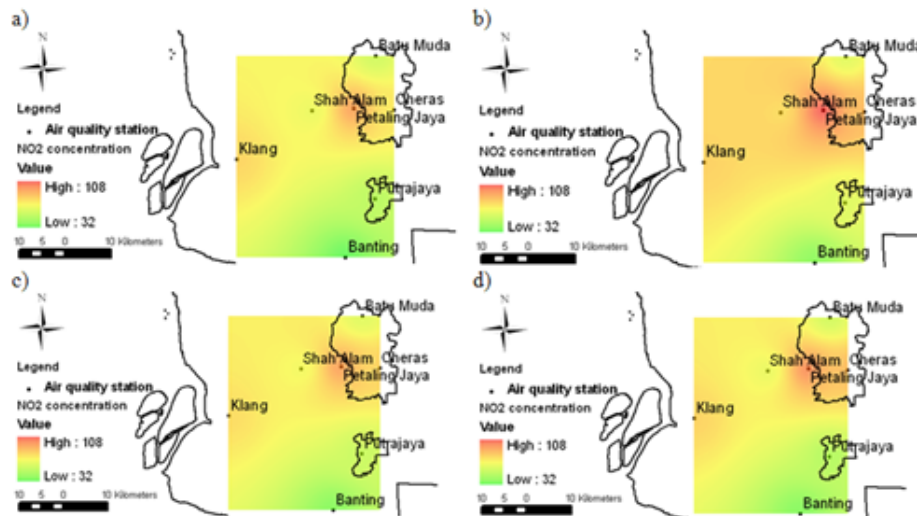 a)
N
Batu Muda
Shah Alam Cheras
Petaling Jaya
Klang
Putrajaya
Banting
Legend
Air quality station
NO2 concentration
Value
High : 108
Low : 32
10 5 0 10 Kilometers
b)
N
Batu Muda
Shah Alam Cheras
Petaling Jaya
Klang
Putrajaya
Banting
Legend
Air quality station
NO2 concentration
Value
High : 108
Low : 32
10 5 0 10 Kilometers
c)
N
Batu Muda
Shah Alam Cheras
Petaling Jaya
Klang
Putrajaya
Banting
Legend
Air quality station
NO2 concentration
Value
High : 108
Low : 32
10 5 0 10 Kilometers
d)
N
Batu Muda
Shah Alam Cheras
Petaling Jaya
Klang
Putrajaya
Banting
Legend
Air quality station
NO2 concentration
Value
High : 108
Low : 32
10 5 0 10 Kilometers